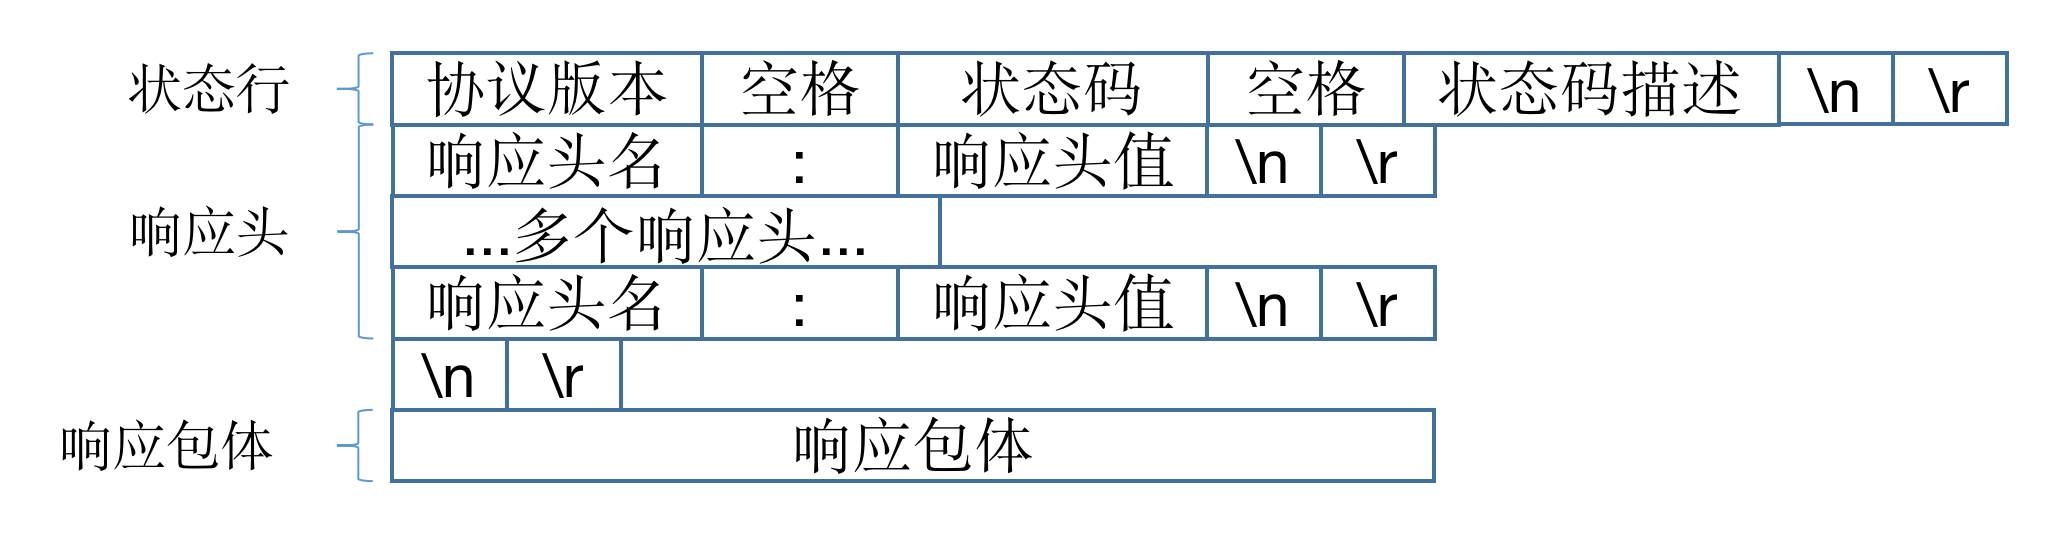 状态行 协议版本 空格 状态码 空格 状态码描述 \n \r
响应头名 : 响应头值 \n \r
响应头 ...多个响应头...
响应头名 : 响应头值 \n \r
\n \r
响应包体 响应包体